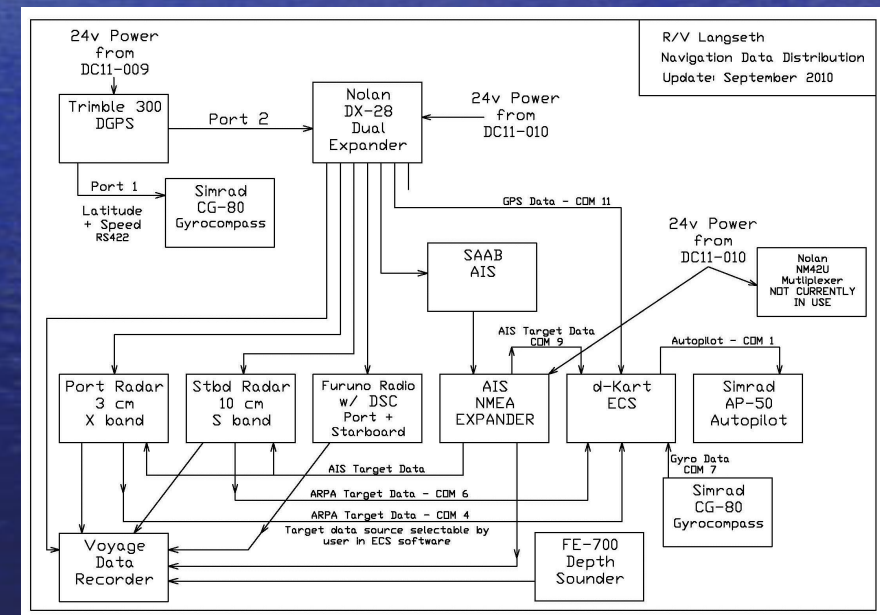 24v Power
from
DC11-009
R/V Langseth
Navigation Data Distribution
Update: September 2010
Trimble 300
DGPS
Port 2
Nolan
DX-28
Dual
Expander
24v Power
from
DC11-010
Port 1
Latitude
+ Speed
RS422
Simrad
CG-80
Gyrocompass
GPS Data - COM 11
24v Power
from
DC11-010
SAAB
AIS
Nolan
NM42U
Mutliplexer
NOT CURRENTLY
IN USE
AIS Target Data
COM 9
Autopilot - COM 1
Port Radar
3 cm
X band
Stbd Radar
10 cm
S band
Furuno Radio
w/ DSC
Port +
Starboard
AIS
NMEA
EXPANDER
d-Kart
ECS
Simrad
AP-50
Autopilot
AIS Target Data
Gyro Data
COM 7
ARPA Target Data - COM 6
Simrad
CG-80
Gyrocompass
ARPA Target Data - COM 4
Target data source selectable by
user in ECS software
Voyage
Data
Recorder
FE-700
Depth
Sounder